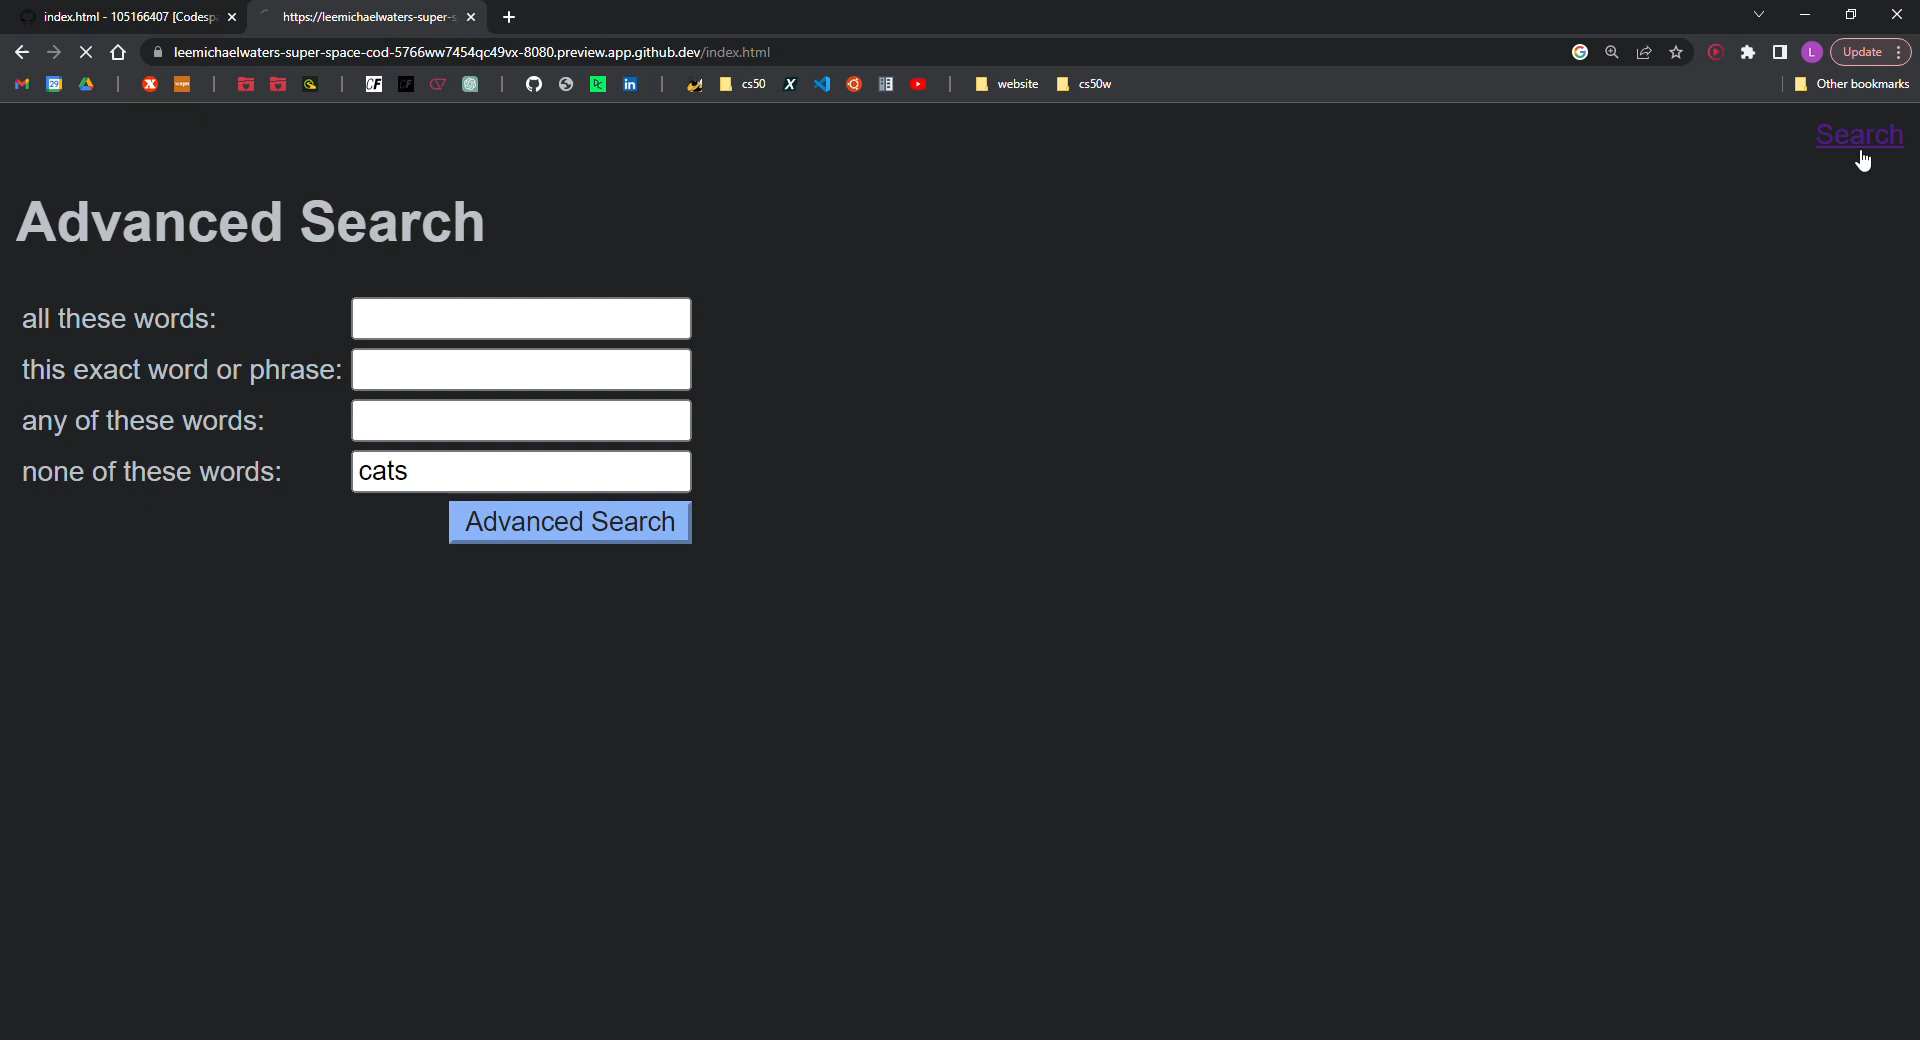 index.html - 105166407 [Codesp
https://leemichaelwaters-super-s
leemichaelwaters-super-space-cod-5766ww7454qc49vx-8080.preview.app.github.dev/index.html
L
Update
cs50
website
cs50w
Other bookmarks
Search
Advanced Search
all these words:
this exact word or phrase:
any of these words:
none of these words:
cats
Advanced Search